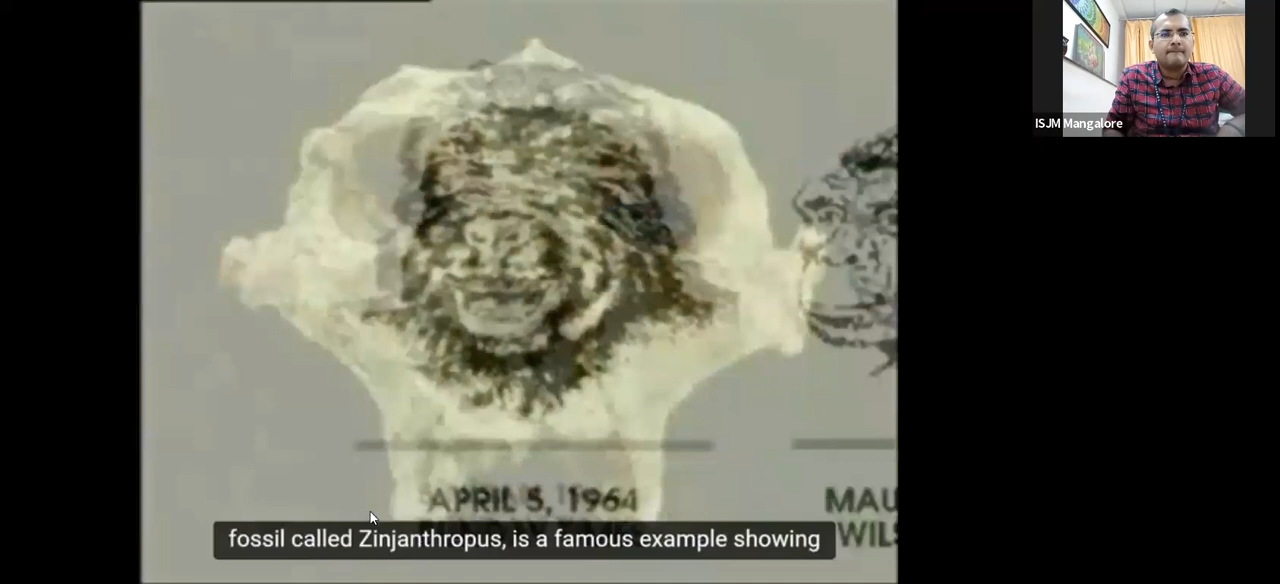 ISJM Mangalore
APRIL 5, 1964
MAU
WILS
fossil called Zinjanthropus, is a famous example showing